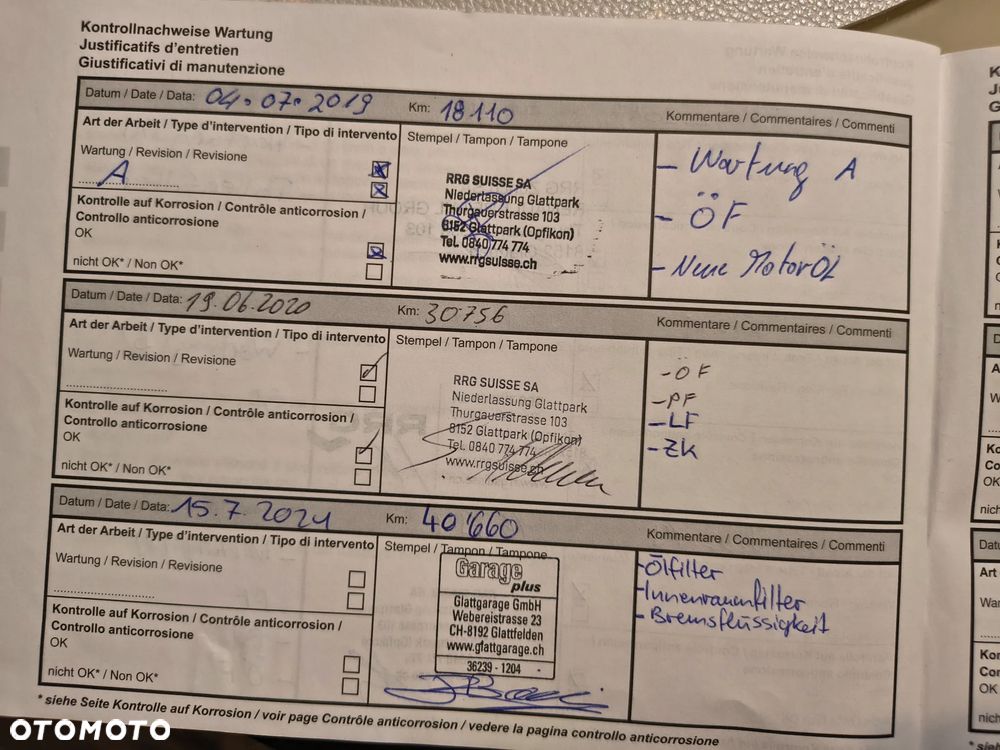 Kontrollnachweise Wartung
Justificatifs d'entretien
Giustificativi di manutenzione
Datum / Date / Data: 04.07.2019 Km: 18110 Kommentare / Commentaires / Commenti
Art der Arbeit / Type d'intervention / Tipo di intervento
Wartung / Revision / Revisione
A
Kontrolle auf Korrosion / Contrôle anticorrosion /
Controllo anticorrosione
OK
nicht OK* / Non OK*
Stempel / Tampon / Tampone
RRG SUISSE SA
Niederlassung Glattpark
Thurgauerstrasse 103
8152 Glattpark (Opfikon)
Tel. 0840 774 774
www.rrgsuisse.ch
- Wartung A
- ÖF
- Neue MotorÖL
Datum / Date / Data: 19.06.2020 Km: 30'756 Kommentare / Commentaires / Commenti
Art der Arbeit / Type d'intervention / Tipo di intervento
Wartung / Revision / Revisione
Kontrolle auf Korrosion / Contrôle anticorrosion /
Controllo anticorrosione
OK
nicht OK* / Non OK*
Stempel / Tampon / Tampone
RRG SUISSE SA
Niederlassung Glattpark
Thurgauerstrasse 103
8152 Glattpark (Opfikon)
Tel. 0840 774 774
www.rrgsuisse.ch
- ÖF
- PF
- LF
- ZK
Datum / Date / Data: 15.7.2021 Km: 40'660 Kommentare / Commentaires / Commenti
Art der Arbeit / Type d'intervention / Tipo di intervento
Wartung / Revision / Revisione
Kontrolle auf Korrosion / Contrôle anticorrosion /
Controllo anticorrosione
OK
nicht OK* / Non OK*
Stempel / Tampon / Tampone
Garage
plus
Glattgarage GmbH
Webereistrasse 23
CH-8192 Glattfelden
www.glattgarage.ch
36239 - 1204 -
- Ölfilter
- Innenraumfilter
- Bremsflüssigkeit
* siehe Seite Kontrolle auf Korrosion / voir page Contrôle anticorrosion / vedere la pagina controllo anticorrosione
OTOMOTO